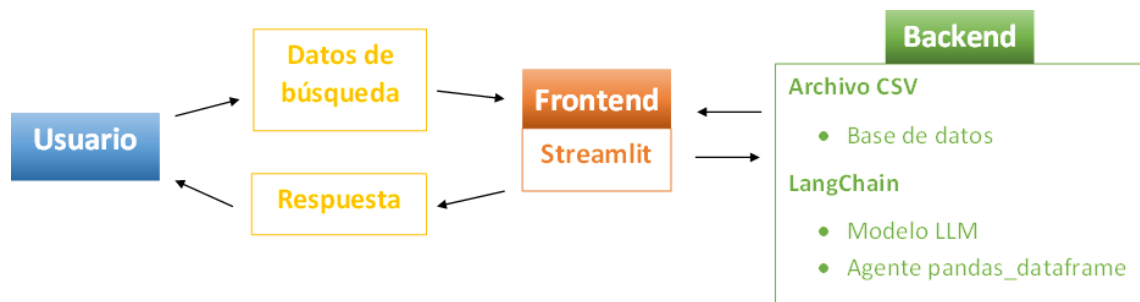 Usuario
Datos de
búsqueda
Respuesta
Frontend
Streamlit
Backend
Archivo CSV
• Base de datos
LangChain
• Modelo LLM
• Agente pandas_dataframe